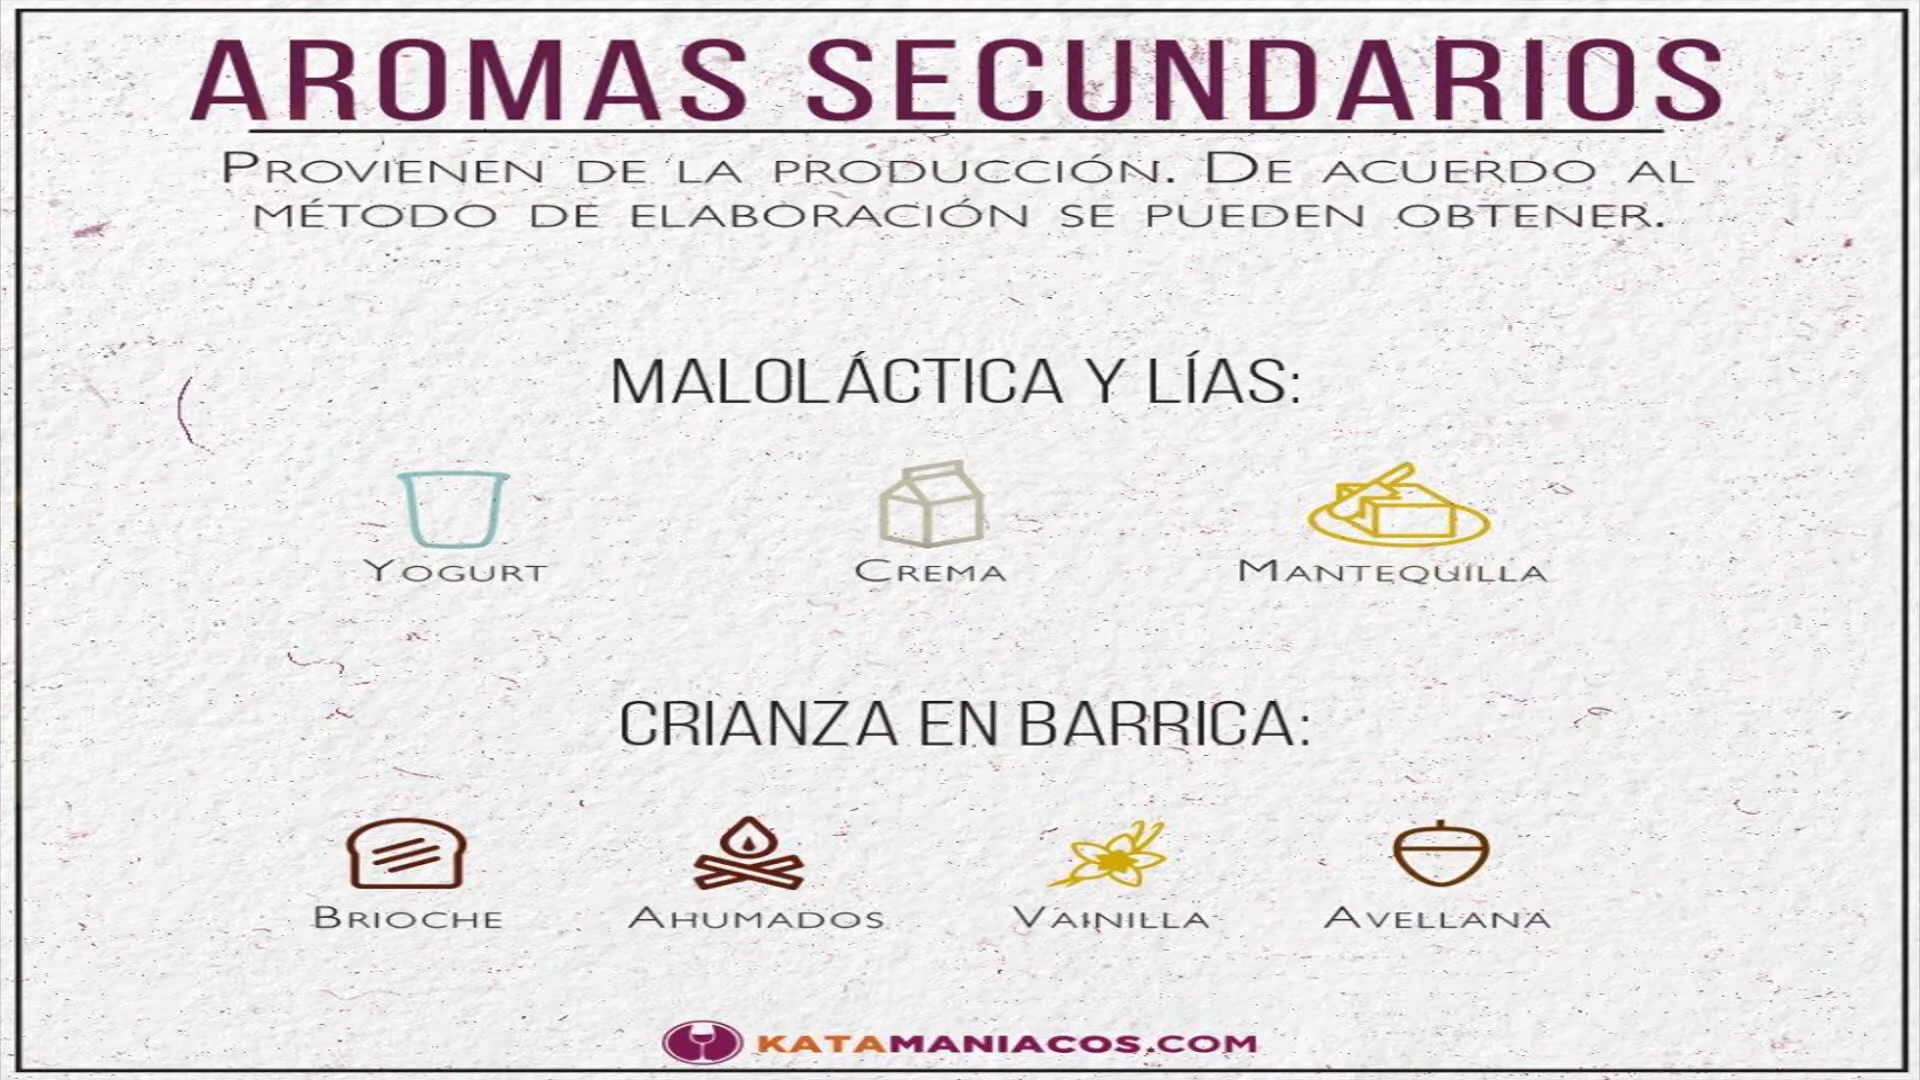 AROMAS SECUNDARIOS
PROVIENEN DE LA PRODUCCIÓN. DE ACUERDO AL
MÉTODO DE ELABORACIÓN SE PUEDEN OBTENER.
MALOLÁCTICA Y LÍAS:
YOGURT CREMA MANTEQUILLA
CRIANZA EN BARRICA:
BRIOCHE AHUMADOS VAINILLA AVELLANA
KATAMANIACOS.COM